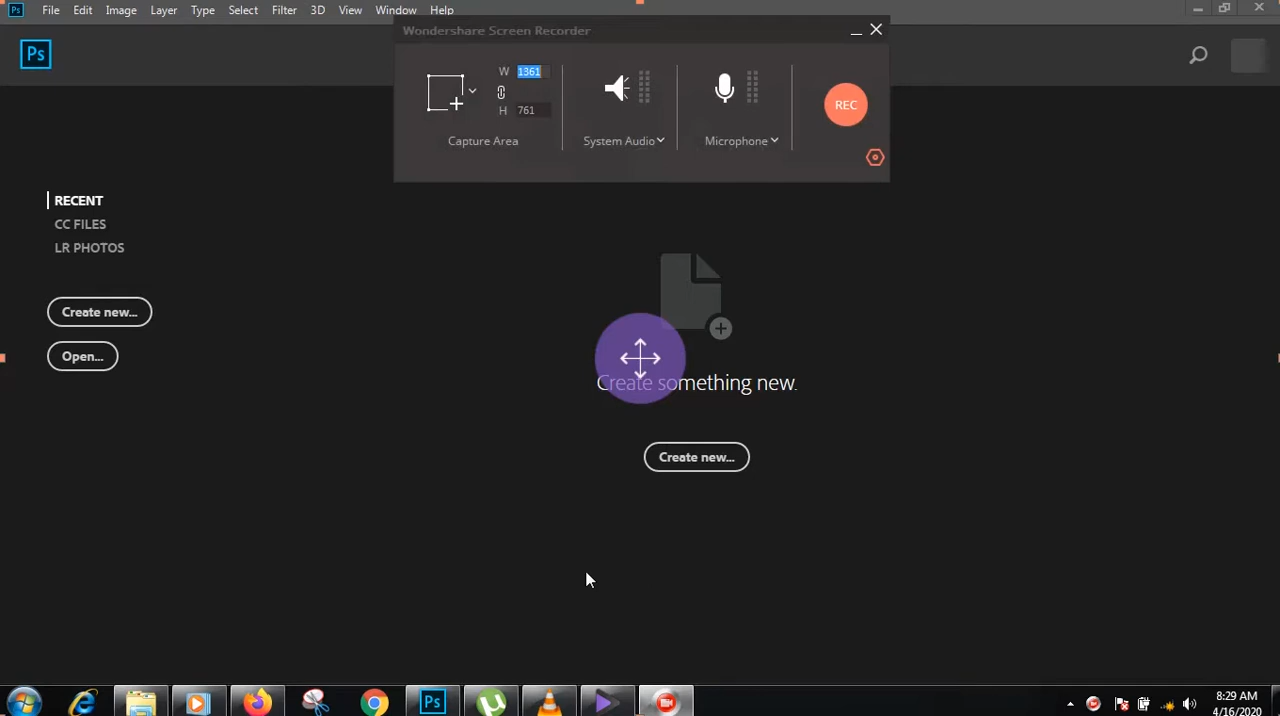 Ps File Edit Image Layer Type Select Filter 3D View Window Help
Wondershare Screen Recorder
Ps
W 1361
H 761
REC
Capture Area System Audio Microphone
RECENT
CC FILES
LR PHOTOS
Create new...
Open...
Create something new.
Create new...
Ps
8:29 AM
4/16/2020